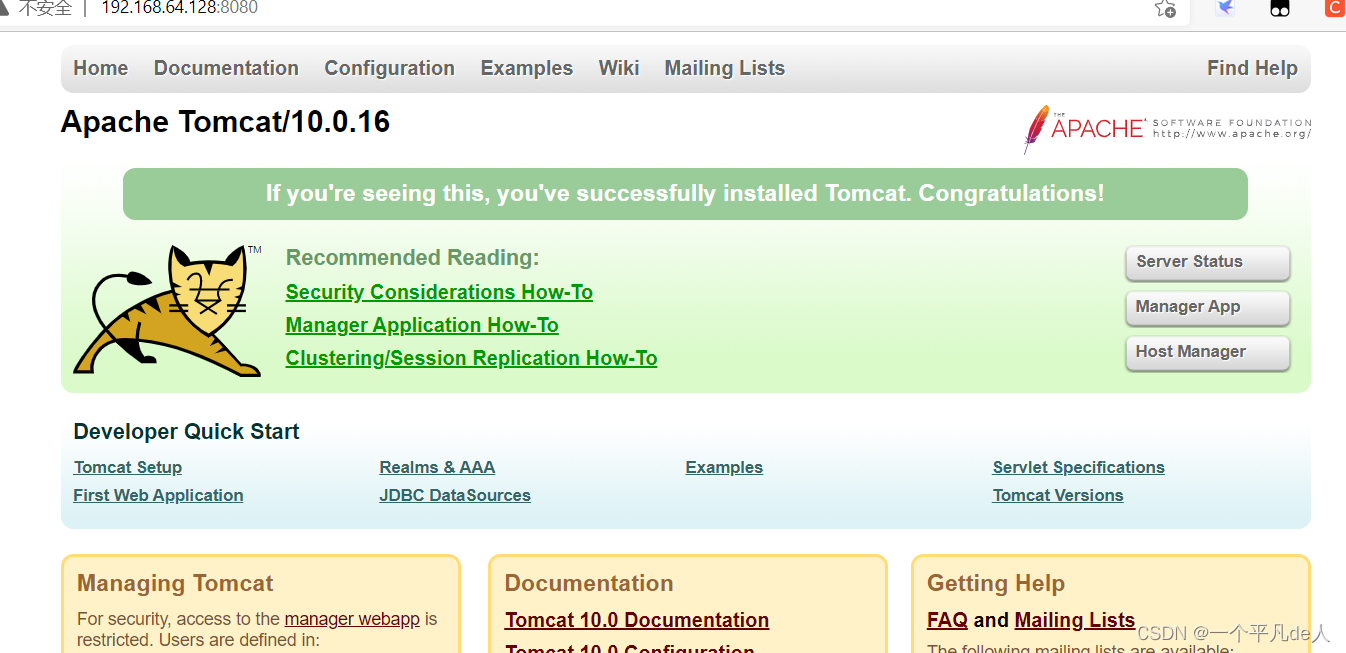 不安全 | 192.168.64.128:8080
Home Documentation Configuration Examples Wiki Mailing Lists Find Help
Apache Tomcat/10.0.16
THE APACHE SOFTWARE FOUNDATION
http://www.apache.org/
If you're seeing this, you've successfully installed Tomcat. Congratulations!
TM
Recommended Reading:
Security Considerations How-To
Manager Application How-To
Clustering/Session Replication How-To
Server Status
Manager App
Host Manager
Developer Quick Start
Tomcat Setup
First Web Application
Realms & AAA
JDBC DataSources
Examples
Servlet Specifications
Tomcat Versions
Managing Tomcat
For security, access to the manager webapp is
restricted. Users are defined in:
Documentation
Tomcat 10.0 Documentation
Tomcat 10.0 Configuration
Getting Help
FAQ and Mailing Lists
The following mailing lists are available:
CSDN @一个平凡de人